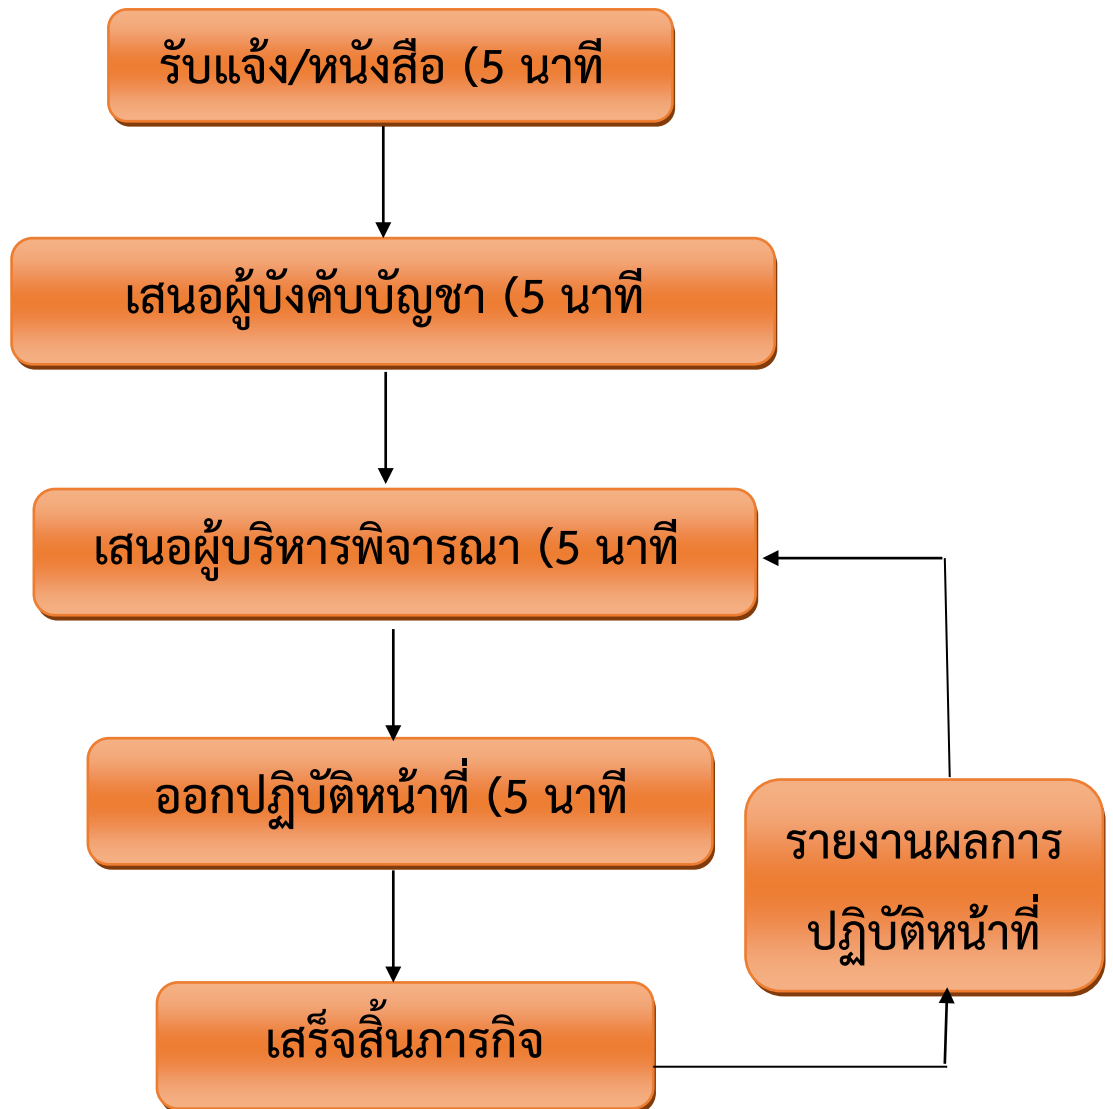 รับแจ้ง/หนังสือ (5 นาที
เสนอผู้บังคับบัญชา (5 นาที
เสนอผู้บริหารพิจารณา (5 นาที
ออกปฏิบัติหน้าที่ (5 นาที
รายงานผลการ
ปฏิบัติหน้าที่
เสร็จสิ้นภารกิจ